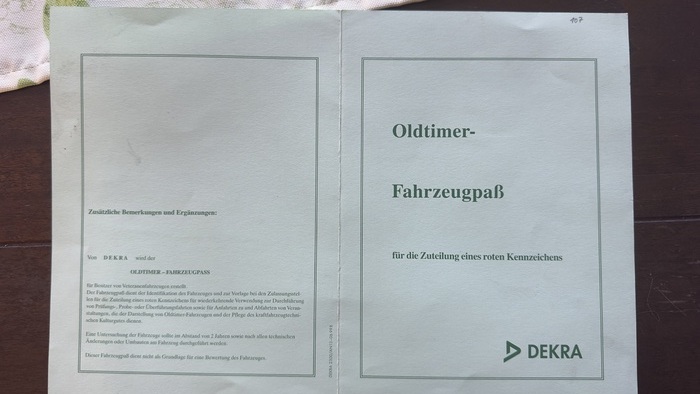 Zusätzliche Bemerkungen und Ergänzungen:
Von DEKRA wird der
OLDTIMER – FAHRZEUGPASS
für Besitzer von Veteranenfahrzeugen erstellt.
Der Fahrzeugpaß dient der Identifikation des Fahrzeuges und zur Vorlage bei den Zulassungsstel-
len für die Zuteilung eines roten Kennzeichens für wiederkehrende Verwendung zur Durchführung
von Prüfungs-, Probe- oder Überführungsfahrten sowie für Anfahrten zu und Abfahrten von Veran-
staltungen, die der Darstellung von Oldtimer-Fahrzeugen und der Pflege des kraftfahrzeugtechni-
schen Kulturgutes dienen.
Eine Untersuchung der Fahrzeuge sollte im Abstand von 2 Jahren sowie nach allen technischen
Änderungen oder Umbauten am Fahrzeug durchgeführt werden.
Dieser Fahrzeugpaß dient nicht als Grundlage für eine Bewertung des Fahrzeuges.
107
Oldtimer-
Fahrzeugpaß
für die Zuteilung eines roten Kennzeichens
DEKRA